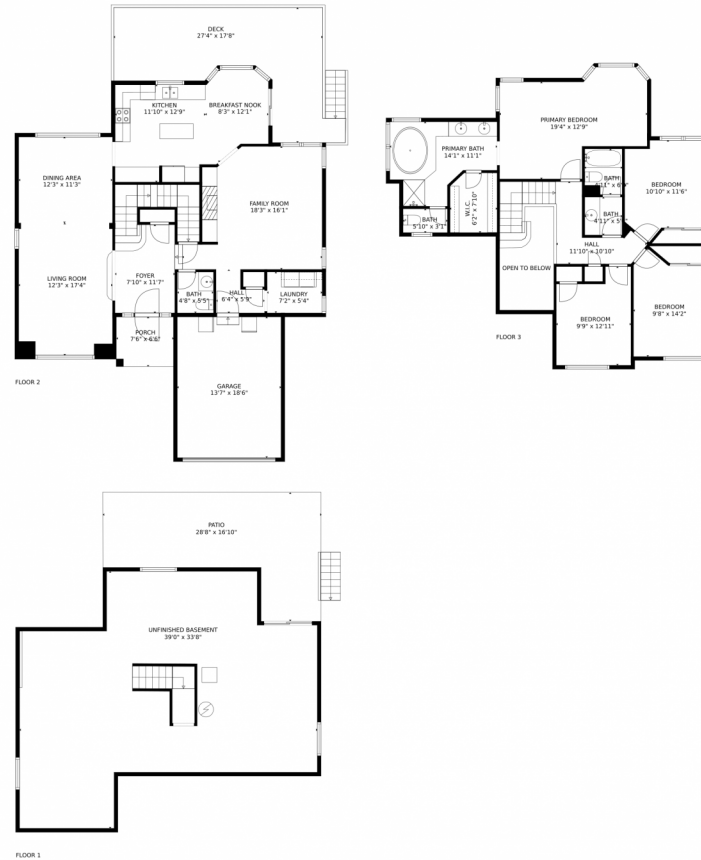 DECK
27'4" x 17'8"
KITCHEN
11'10" x 12'9"
BREAKFAST NOOK
8'3" x 12'1"
DINING AREA
12'3" x 11'3"
FAMILY ROOM
18'3" x 16'1"
LIVING ROOM
12'3" x 17'4"
FOYER
7'10" x 11'7"
BATH
4'8" x 5'5"
HALL
6'4" x 5'9"
LAUNDRY
7'2" x 5'4"
PORCH
7'6" x 6'6"
GARAGE
13'7" x 18'6"
FLOOR 2
PRIMARY BEDROOM
19'4" x 12'9"
PRIMARY BATH
14'1" x 11'1"
BATH
W.I.C.
6'2" x 7'10"
BATH
5'10" x 3'1"
BATH
4'11" x
BEDROOM
10'10" x 11'6"
HALL
11'10" x 10'10"
OPEN TO BELOW
BEDROOM
9'8" x 14'2"
BEDROOM
9'9" x 12'11"
FLOOR 3
PATIO
28'8" x 16'10"
UNFINISHED BASEMENT
39'0" x 33'8"
FLOOR 1